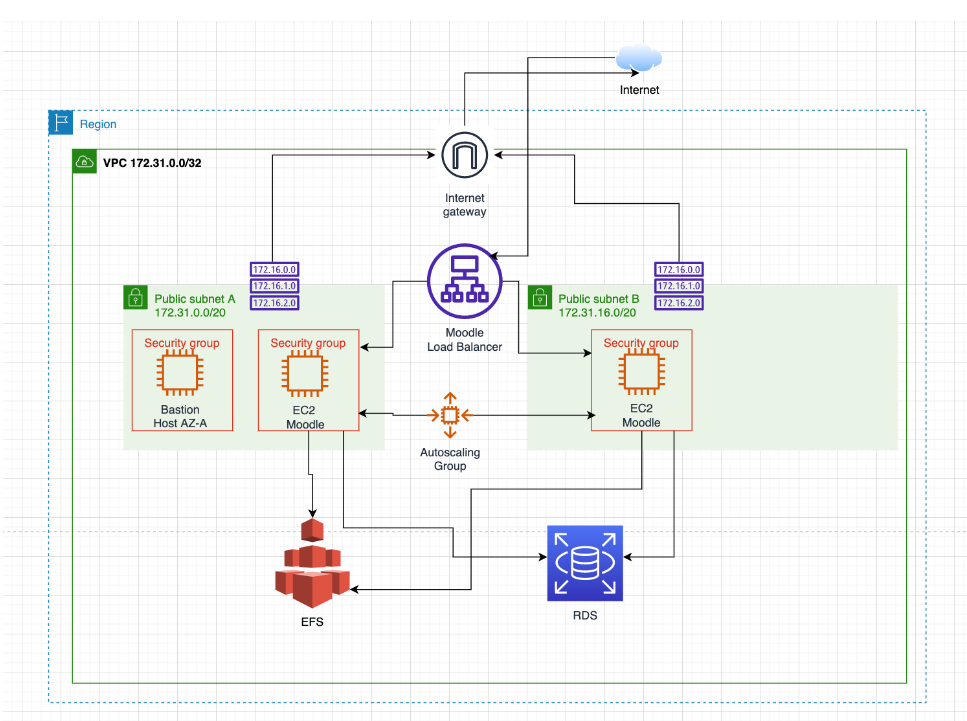 Internet
Region
VPC 172.31.0.0/32
Internet
gateway
172.16.0.0
172.16.1.0
172.16.2.0
172.16.0.0
172.16.1.0
172.16.2.0
Public subnet A
172.31.0.0/20
Public subnet B
172.31.16.0/20
Moodle
Load Balancer
Security group
Bastion
Host AZ-A
Security group
EC2
Moodle
Security group
EC2
Moodle
Autoscaling
Group
EFS
RDS